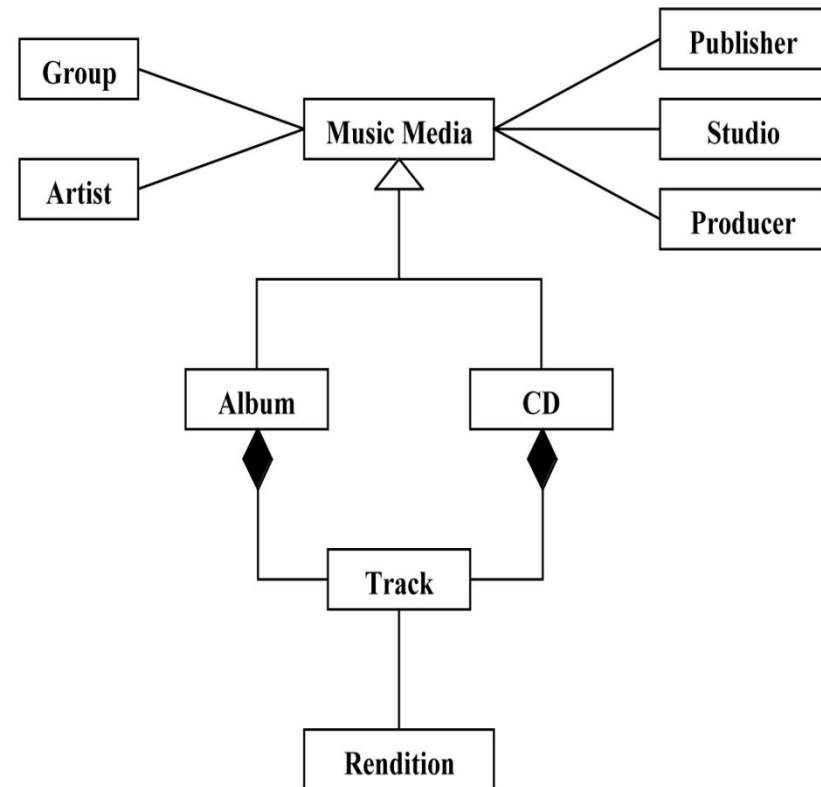 Publisher
Group
Music Media
Studio
Artist
Producer
Album
CD
Track
Rendition